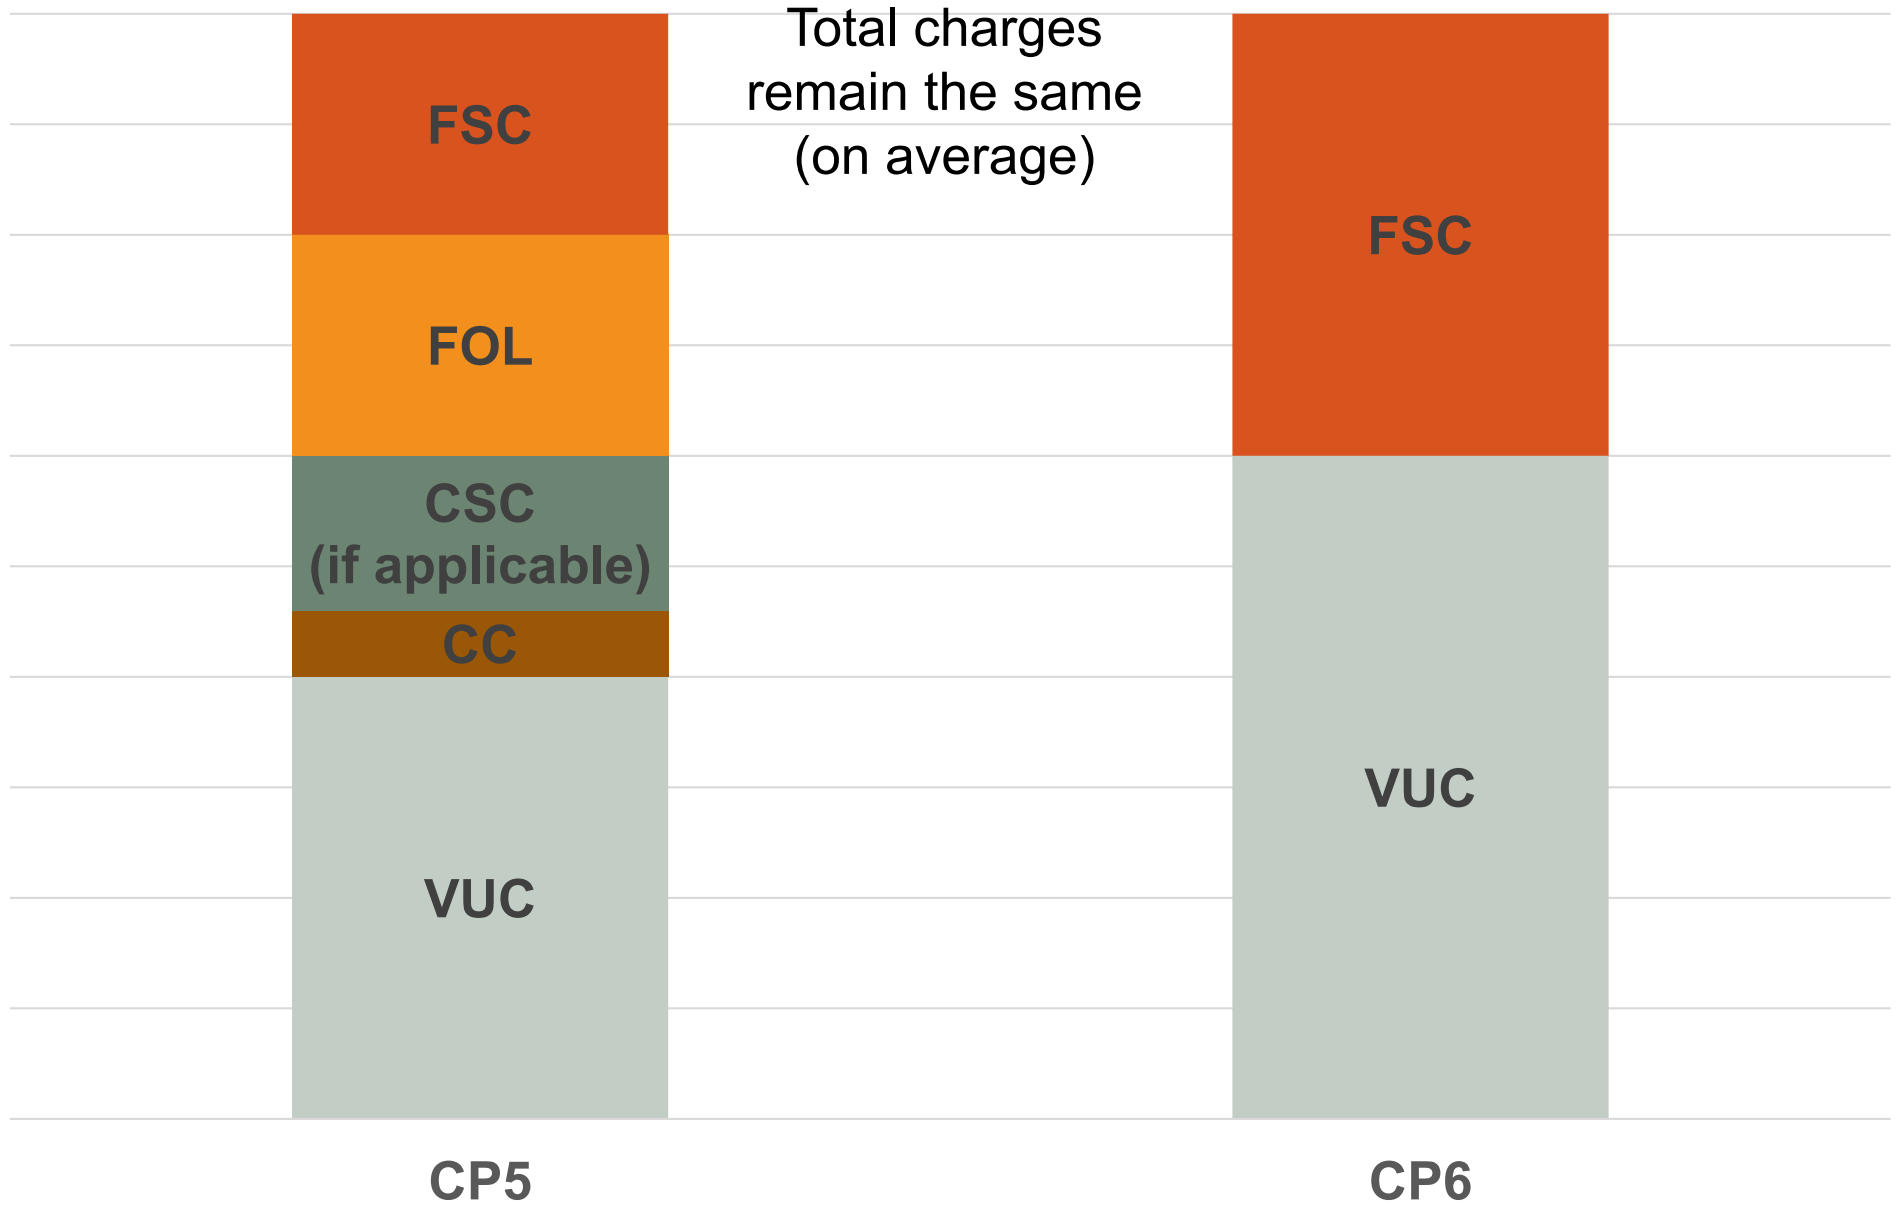 Total charges
remain the same
(on average)
FSC
FOL
CSC
(if applicable)
CC
VUC
FSC
VUC
CP5
CP6